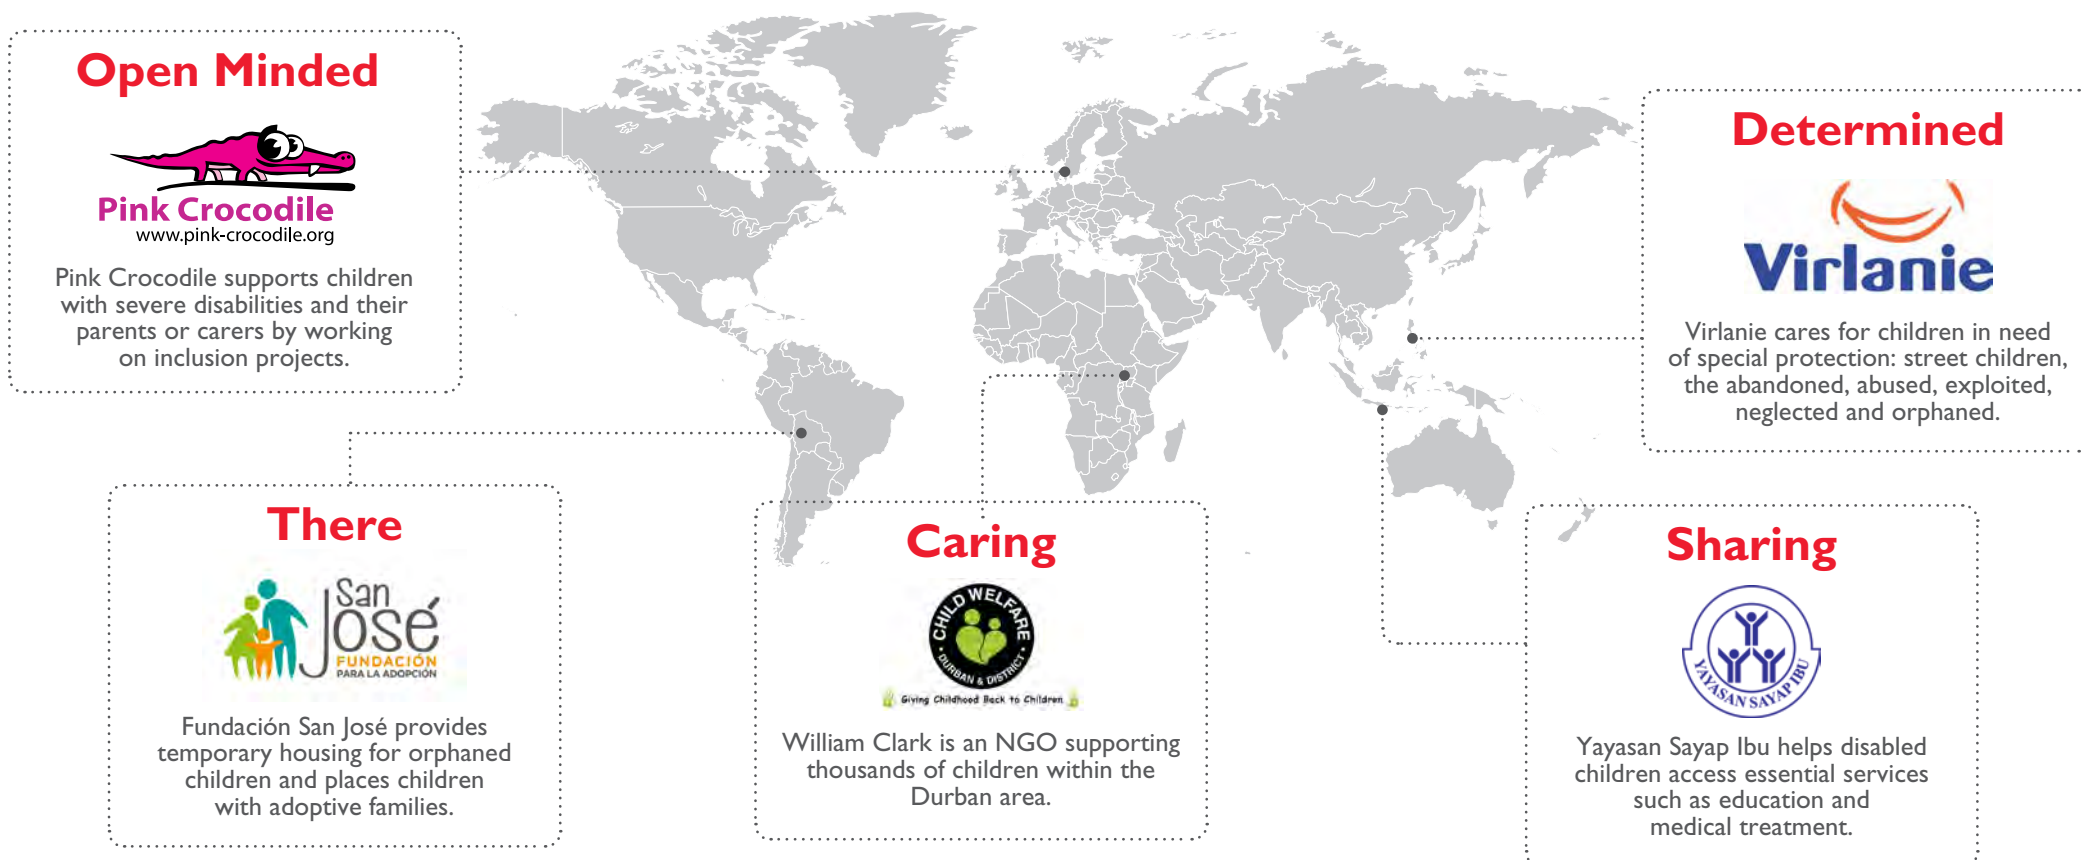 Open Minded
Pink Crocodile
www.pink-crocodile.org
Pink Crocodile supports children
with severe disabilities and their
parents or carers by working
on inclusion projects.
Determined
Virlanie
Virlanie cares for children in need
of special protection: street children,
the abandoned, abused, exploited,
neglected and orphaned.
There
San
José
FUNDACIÓN
PARA LA ADOPCIÓN
Fundación San José provides
temporary housing for orphaned
children and places children
with adoptive families.
Caring
CHILD WELFARE
• DURBAN & DISTRICT •
Giving Childhood Back to Children
William Clark is an NGO supporting
thousands of children within the
Durban area.
Sharing
YAYASAN SAYAP IBU
Yayasan Sayap Ibu helps disabled
children access essential services
such as education and
medical treatment.